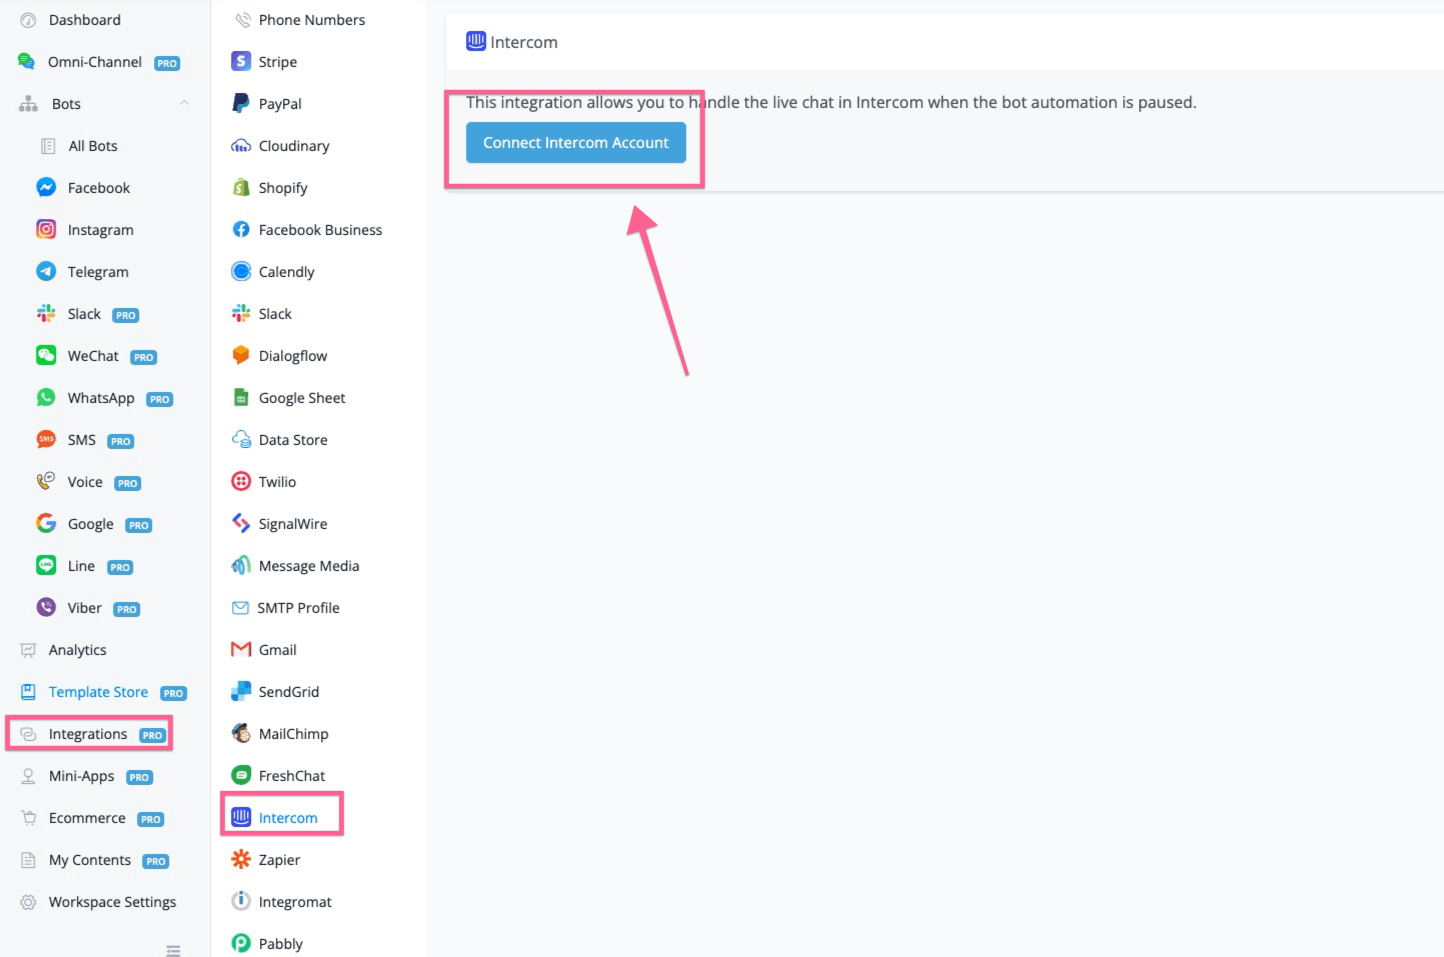 Dashboard
Omni-Channel PRO
Bots
All Bots
Facebook
Instagram
Telegram
Slack PRO
WeChat PRO
WhatsApp PRO
SMS SMS PRO
Voice PRO
Google PRO
Line PRO
Viber PRO
Analytics
Template Store PRO
Integrations PRO
Mini-Apps PRO
Ecommerce PRO
My Contents PRO
Workspace Settings
Phone Numbers
Stripe
PayPal
Cloudinary
Shopify
Facebook Business
Calendly
Slack
Dialogflow
Google Sheet
Data Store
Twilio
SignalWire
Message Media
SMTP Profile
Gmail
SendGrid
MailChimp
FreshChat
Intercom
Zapier
Integromat
Pabbly
Intercom
This integration allows you to handle the live chat in Intercom when the bot automation is paused.
Connect Intercom Account